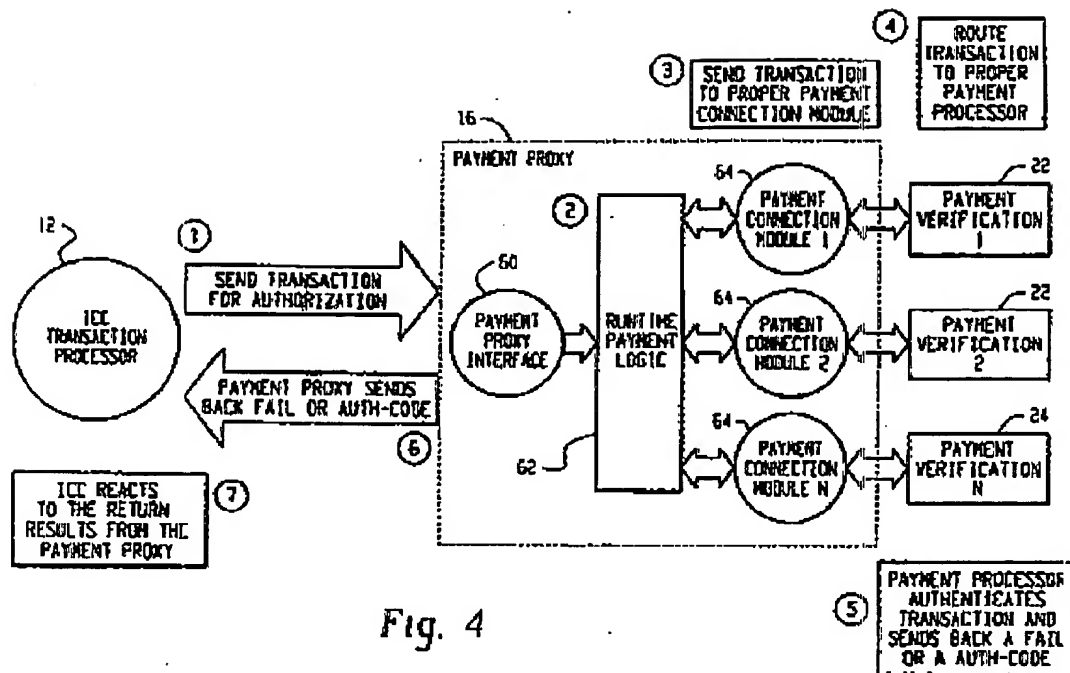 4
ROUTE
TRANSACTION
TO PROPER
PAYMENT
PROCESSOR
3
SEND TRANSACTION
TO PROPER PAYMENT
CONNECTION MODULE
16
PAYMENT PROXY
12
ICC
TRANSACTION
PROCESSOR
1
SEND TRANSACTION
FOR AUTHORIZATION
60
PAYMENT
PROXY
INTERFACE
2
RUNTIME
PAYMENT
LOGIC
62
64
PAYMENT
CONNECTION
MODULE 1
22
PAYMENT
VERIFICATION
1
64
PAYMENT
CONNECTION
MODULE 2
22
PAYMENT
VERIFICATION
2
64
PAYMENT
CONNECTION
MODULE N
24
PAYMENT
VERIFICATION
N
PAYMENT PROXY SENDS
BACK FAIL OR AUTH-CODE
6
ICC REACTS
TO THE RETURN
RESULTS FROM THE
PAYMENT PROXY
7
5
PAYMENT PROCESSOR
AUTHENTICATES
TRANSACTION AND
SENDS BACK A FAIL
OR A AUTH-CODE
Fig. 4